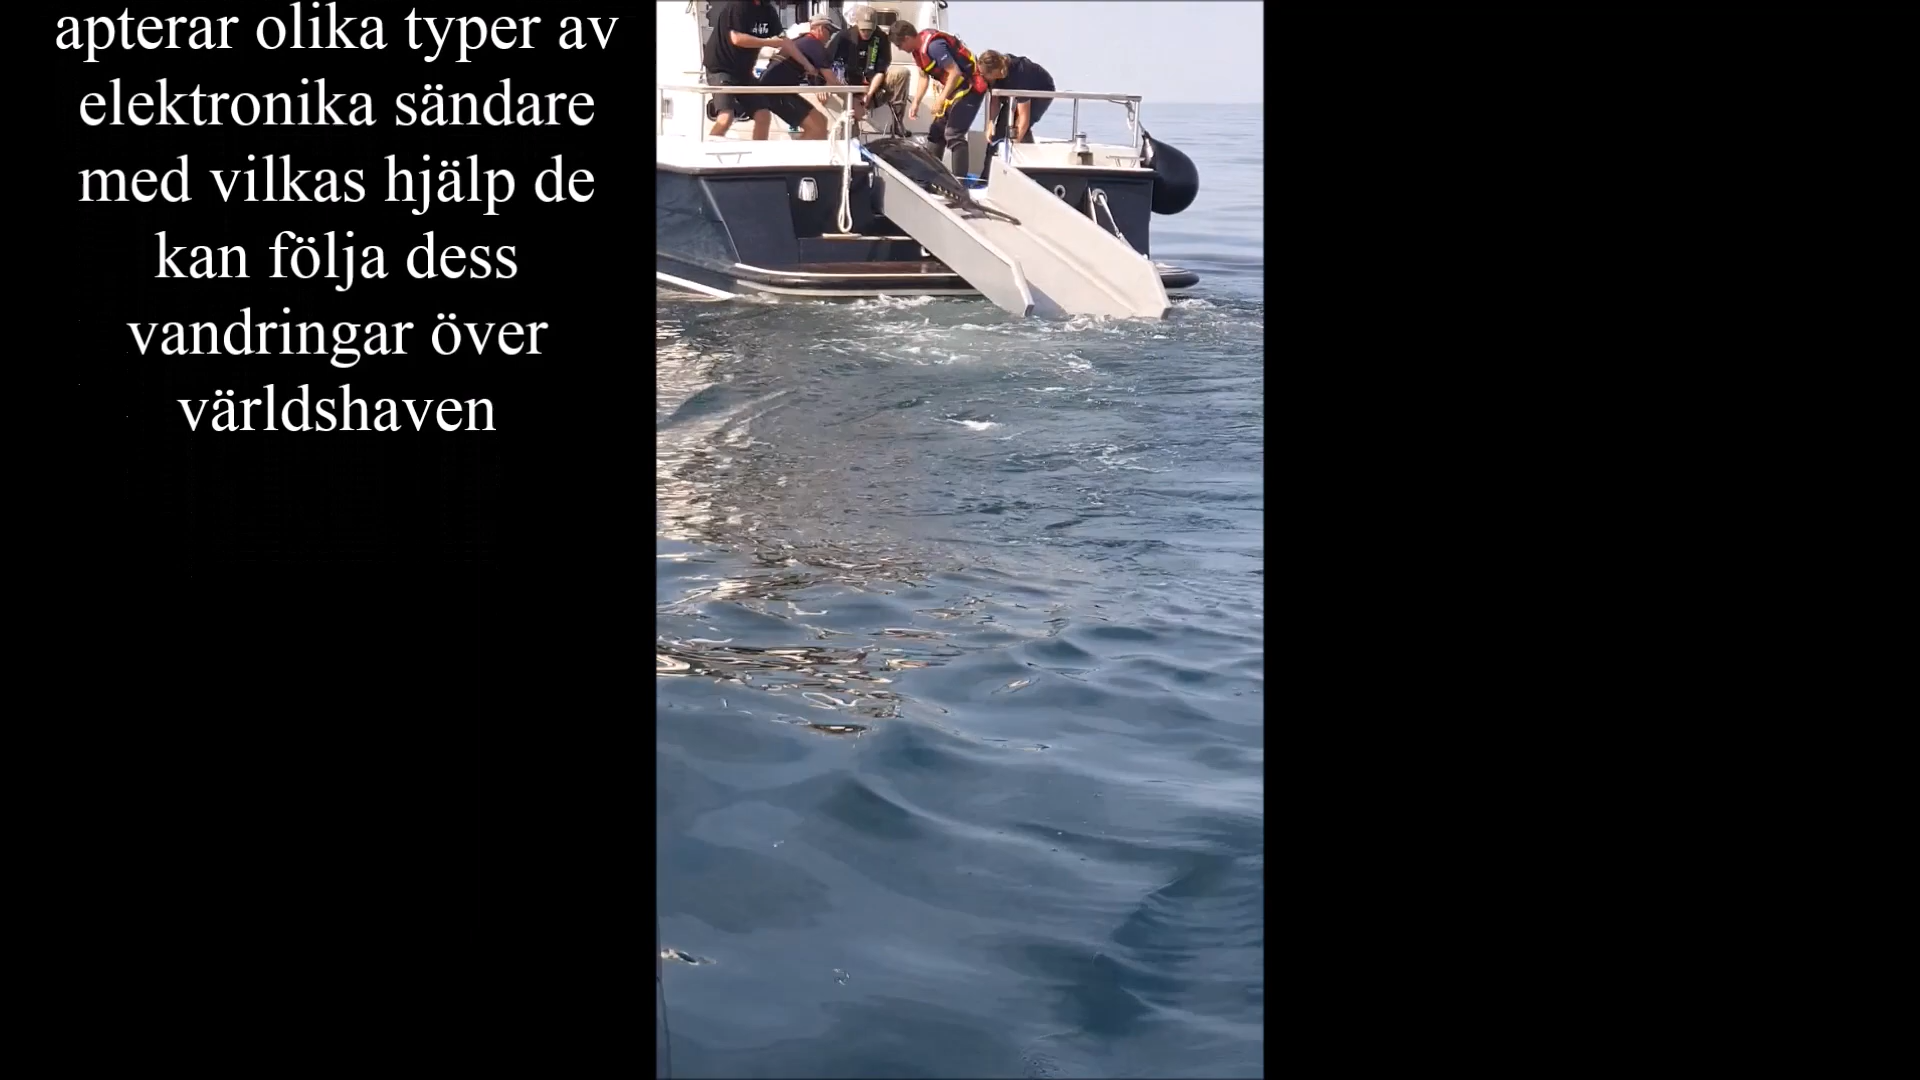 apterar olika typer av
elektronika sändare
med vilkas hjälp de
kan följa dess
vandringar över
världshaven